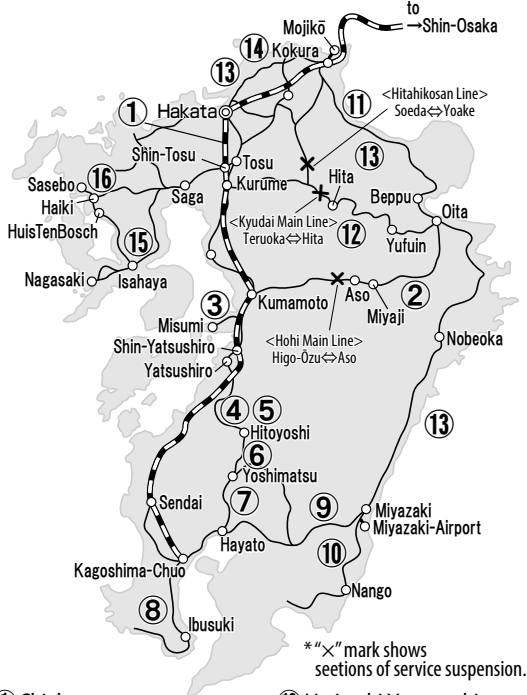 to
→Shin-Osaka
Mojikō
⑭ Kokura
⑬
① Hakata
⑪
<Hitahikosan Line>
Soeda⇔Yoake
⑬
Shin-Tosu
Tosu
Kurume
Hita
Sasebo
⑯
Haiki
Saga
HuisTenBosch
Beppu
Oita
<Kyudai Main Line>
Teruoka⇔Hita
⑫
Yufuin
⑮
Nagasaki
Isahaya
③
Kumamoto
Aso
②
Miyaji
Misumi
Shin-Yatsushiro
Yatsushiro
<Hohi Main Line>
Higo-Ōzu⇔Aso
Nobeoka
④ ⑤
Hitoyoshi
⑬
⑥
Yoshimatsu
Sendai
⑦
⑨
Miyazaki
Miyazaki-Airport
Hayato
⑩
Kagoshima-Chuo
Nango
⑧
Ibusuki
*“×” mark shows
seetions of service suspension.